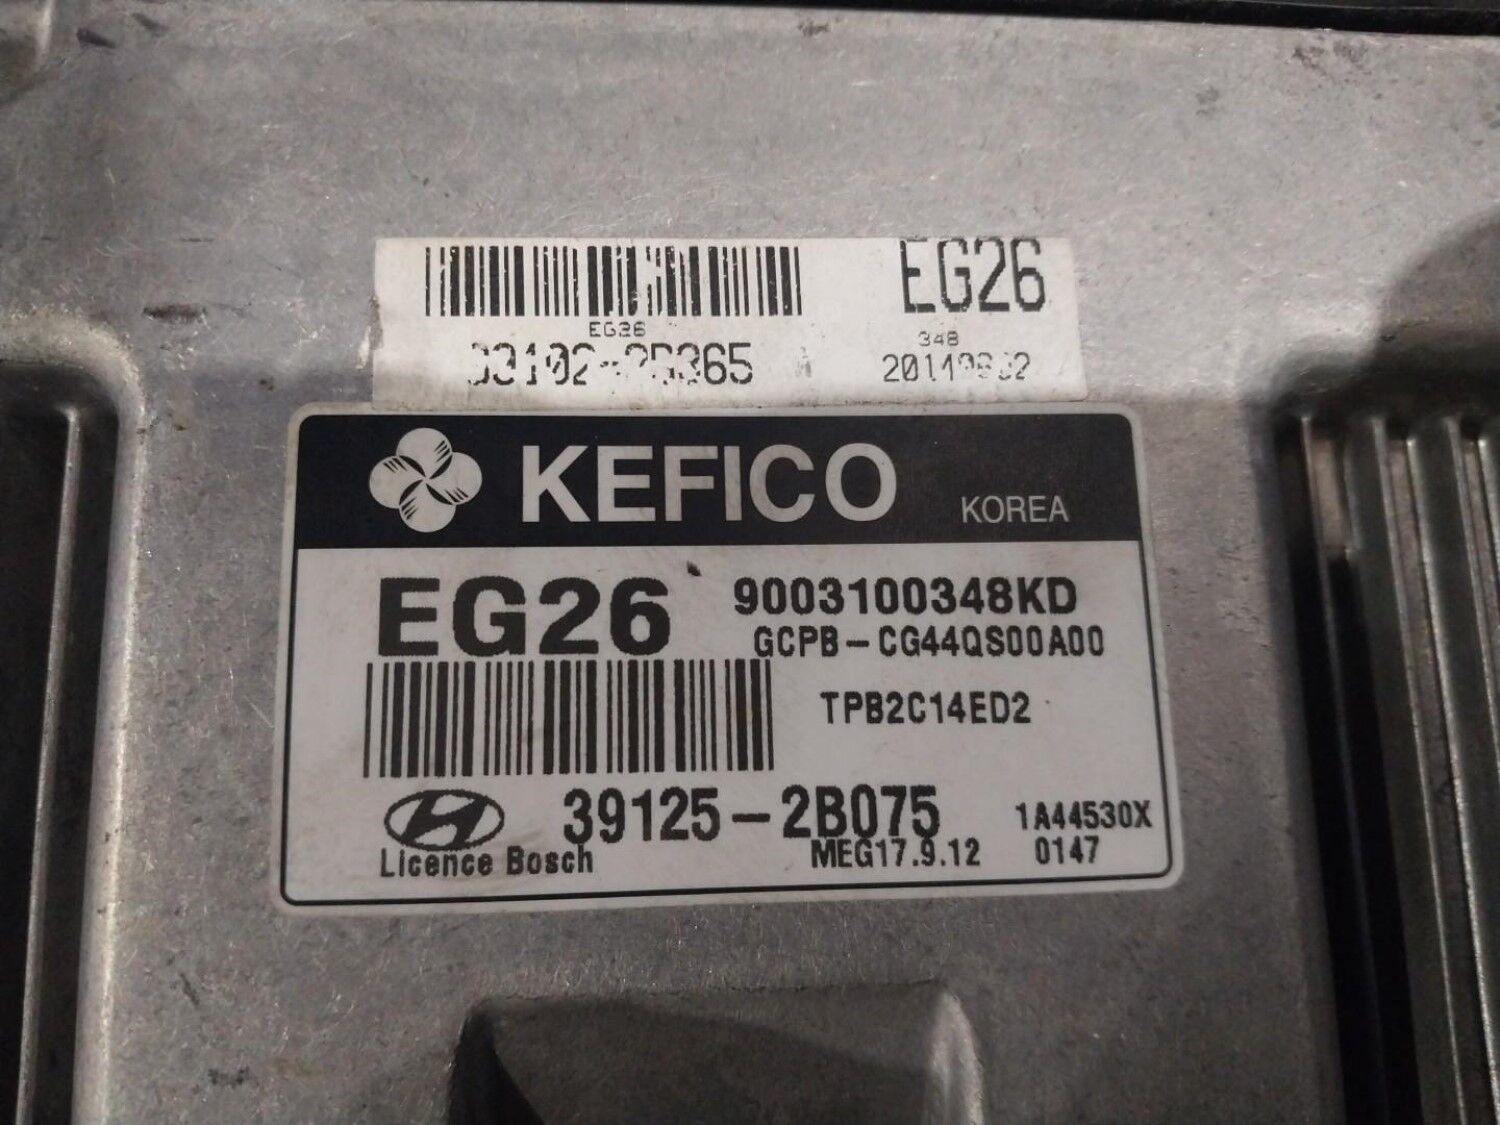 EG26
EG26
348
KEFICO
KOREA
EG26
9003100348KD
GCPB-CG44QS00A00
TPB2C14ED2
39125-2B075
1A44530X
Licence Bosch
MEG17.9.12
0147